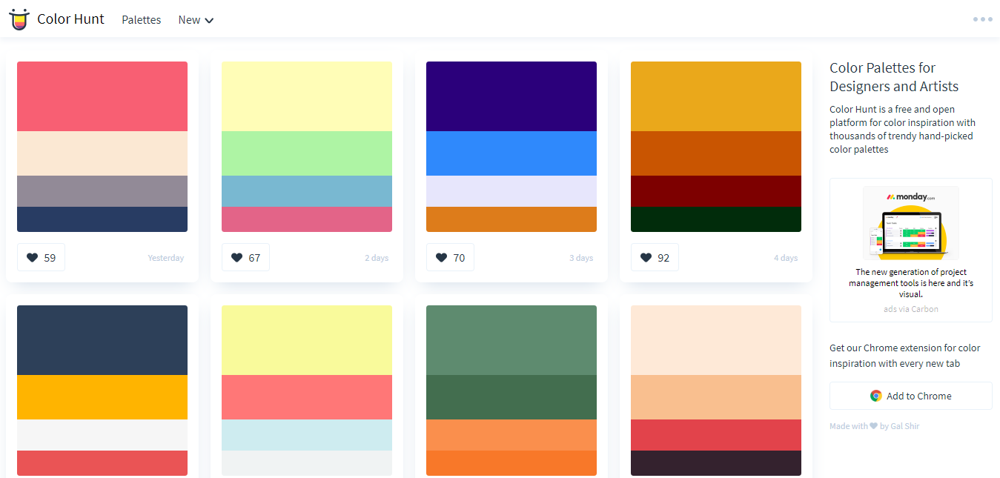 Color Hunt
Palettes
New
Color Palettes for
Designers and Artists
Color Hunt is a free and open
platform for color inspiration with
thousands of trendy hand-picked
color palettes
59
Yesterday
67
2 days
70
3 days
92
4 days
monday.com
The new generation of project
management tools is here and it’s
visual.
ads via Carbon
Get our Chrome extension for color
inspiration with every new tab
Add to Chrome
Made with by Gal Shir